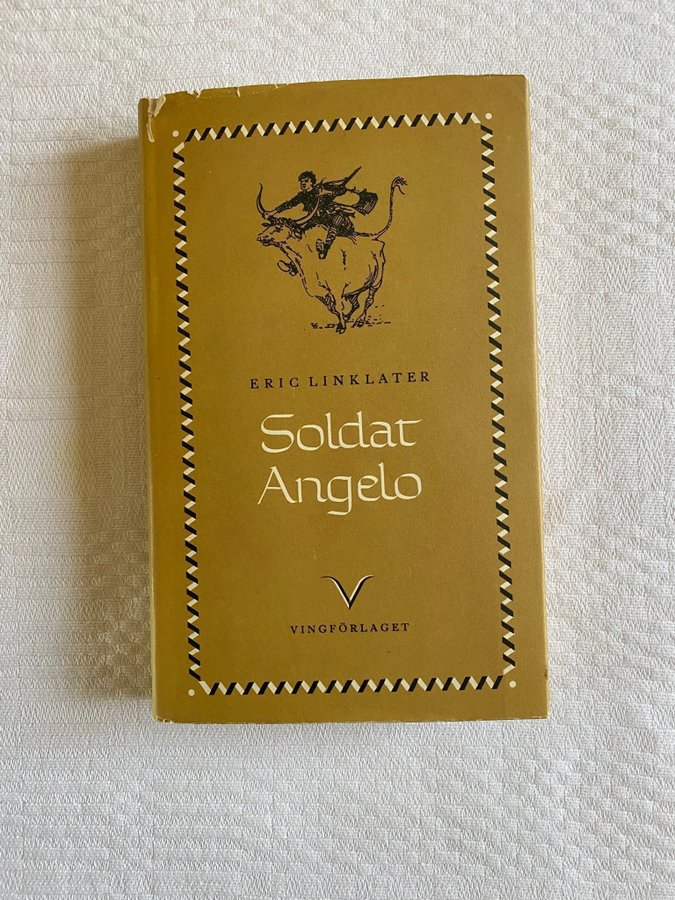 ERIC LINKLATER
Soldat
Angelo
V
VINGFÖRLAGET